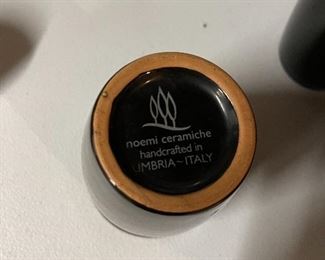 noemi ceramiche
handcrafted in
UMBRIA~ITALY